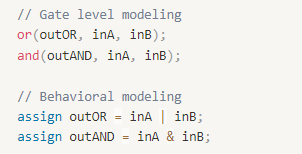 // Gate level modeling
or(outOR, inA, inB);
and(outAND, inA, inB);
// Behavioral modeling
assign outOR = inA | inB;
assign outAND = inA & inB;